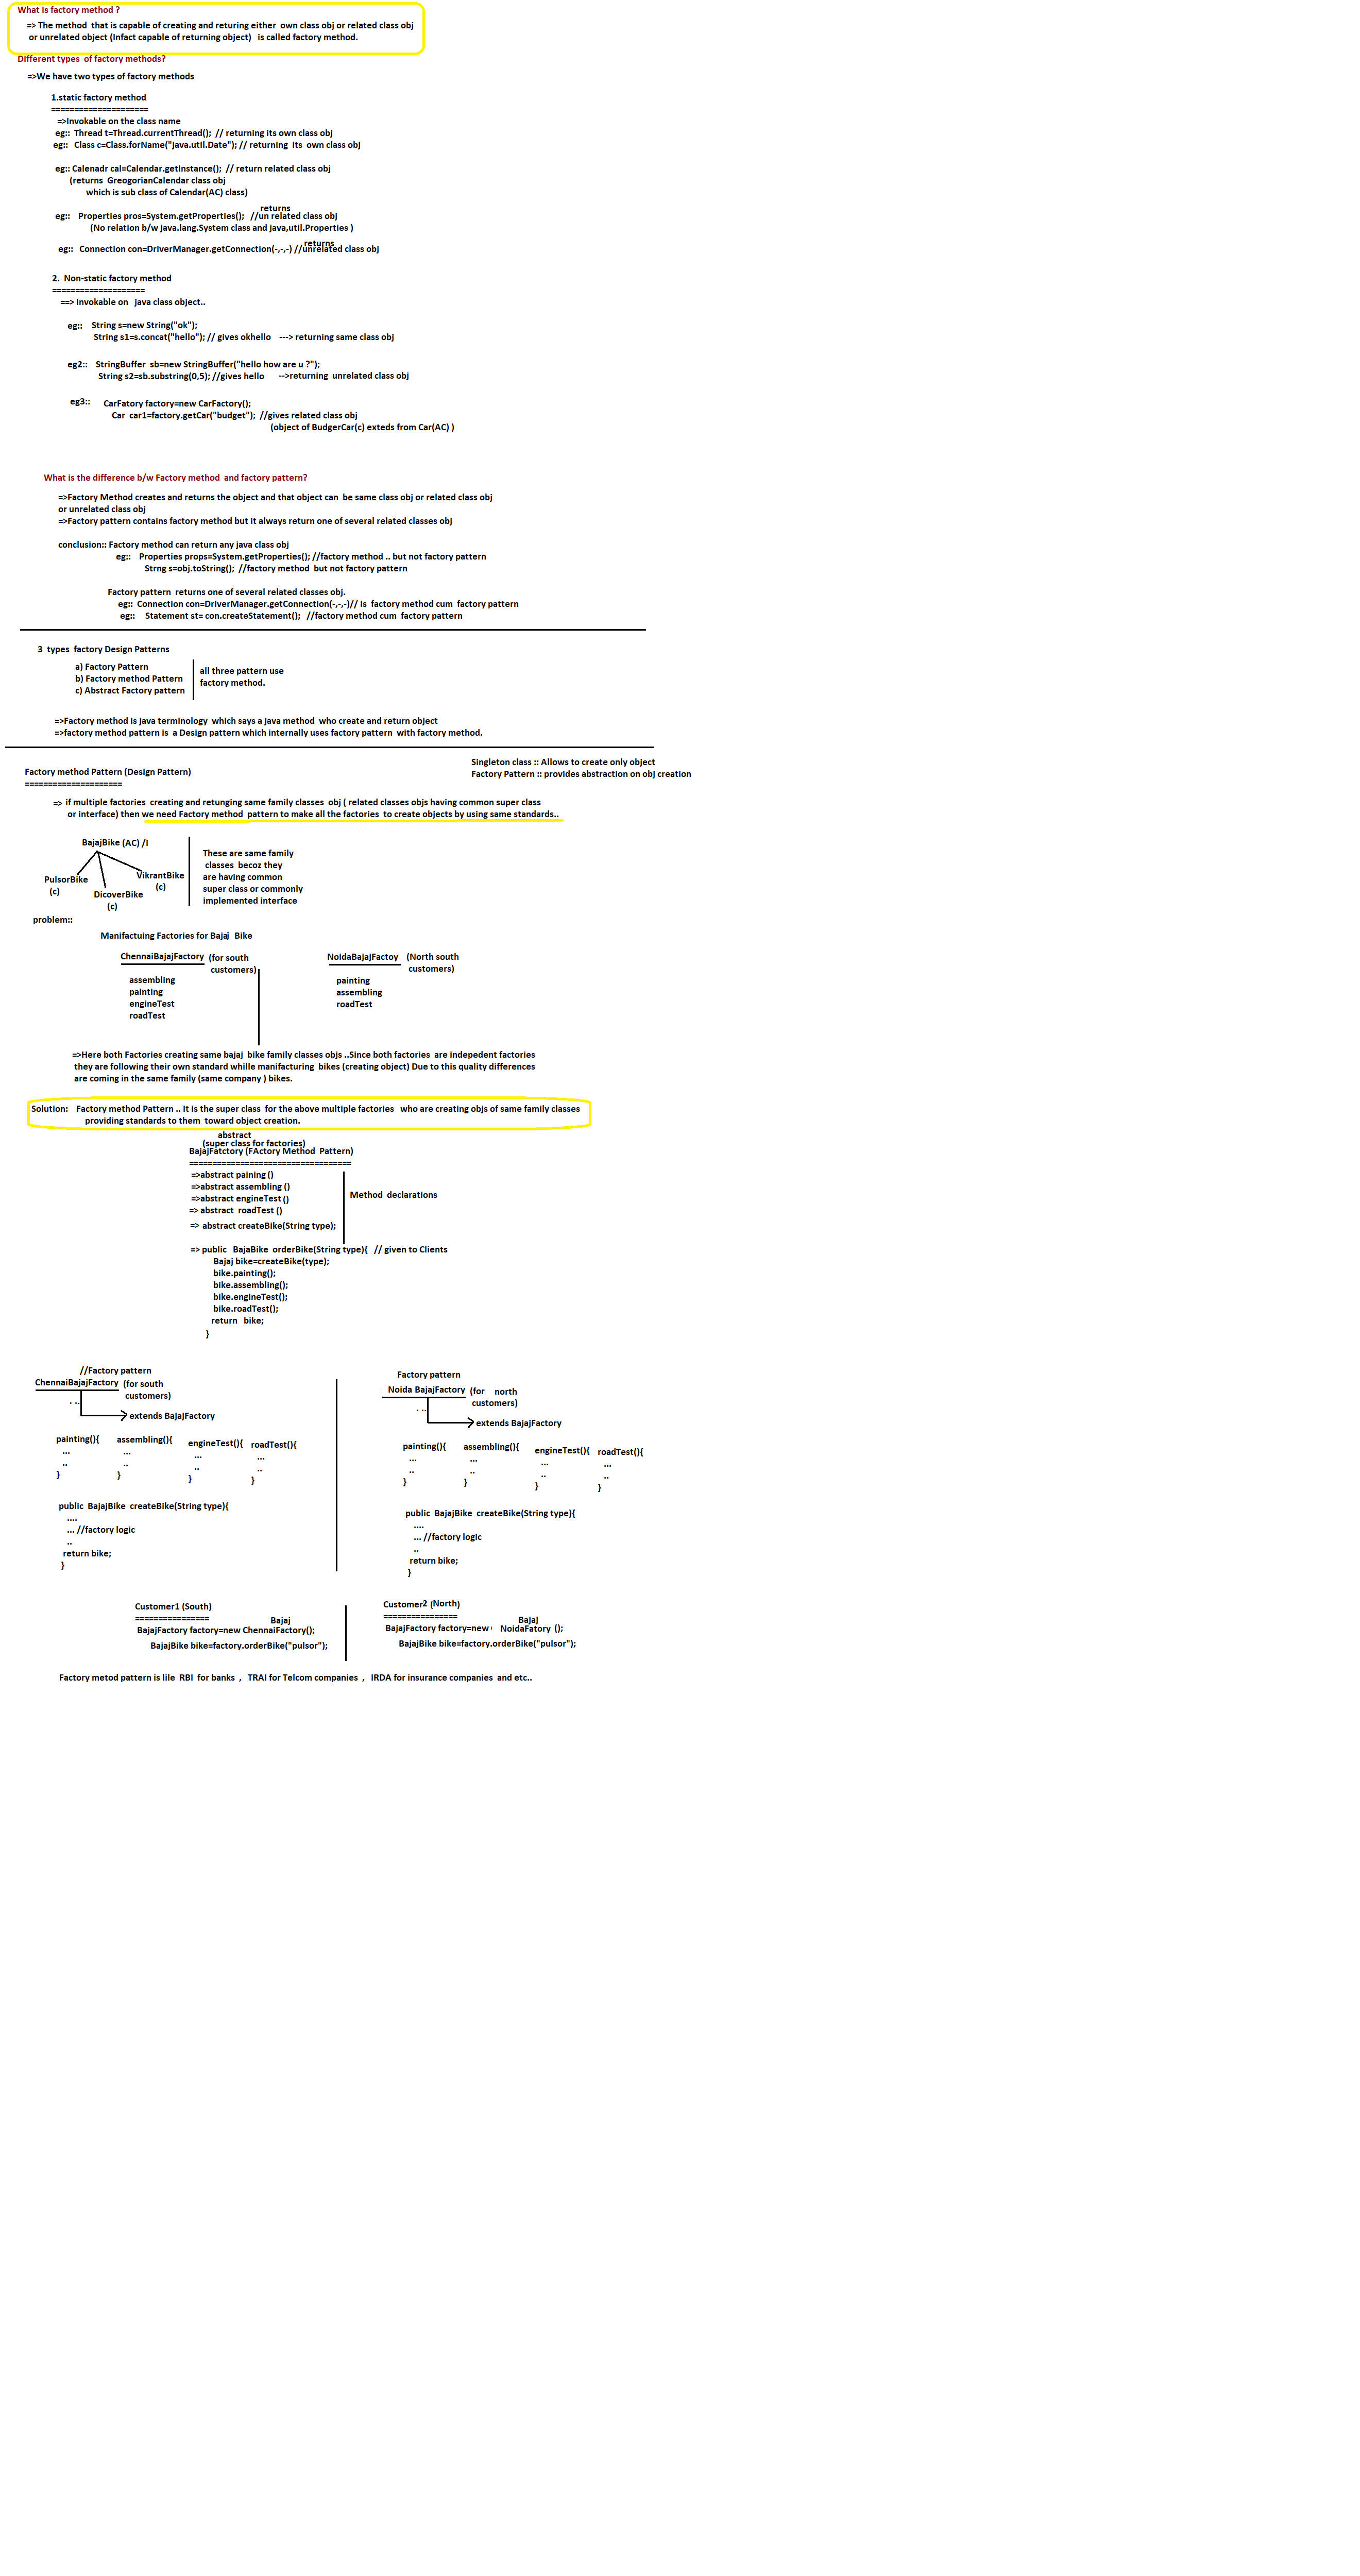 What is factory method ?
=> The method  that is capable of creating and returing either  own class obj or related class obj
or unrelated object (Infact capable of returning object)   is called factory method.
Different types  of factory methods?
=>We have two types of factory methods
1.static factory method
=====================
=>Invokable on the class name
eg::  Thread t=Thread.currentThread();  // returning its own class obj
eg::   Class c=Class.forName("java.util.Date"); // returning  its  own class obj
eg:: Calenadr cal=Calendar.getInstance();  // return related class obj
(returns  GreogorianCalendar class obj
which is sub class of Calendar(AC) class)
returns
eg::    Properties pros=System.getProperties();   //un related class obj
(No relation b/w java.lang.System class and java,util.Properties )
returns
eg::   Connection con=DriverManager.getConnection(-,-,-) //unrelated class obj
2.  Non-static factory method
====================
==> Invokable on   java class object..
eg::    String s=new String("ok");
String s1=s.concat("hello"); // gives okhello    ---> returning same class obj
eg2::    StringBuffer  sb=new StringBuffer("hello how are u ?");
String s2=sb.substring(0,5); //gives hello      -->returning  unrelated class obj
eg3::      CarFatory factory=new CarFactory();
Car  car1=factory.getCar("budget");  //gives related class obj
(object of BudgerCar(c) exteds from Car(AC) )
What is the difference b/w Factory method  and factory pattern?
=>Factory Method creates and returns the object and that object can  be same class obj or related class obj
or unrelated class obj
=>Factory pattern contains factory method but it always return one of several related classes obj
conclusion:: Factory method can return any java class obj
eg::    Properties props=System.getProperties(); //factory method .. but not factory pattern
Strng s=obj.toString();  //factory method  but not factory pattern
Factory pattern  returns one of several related classes obj.
eg::  Connection con=DriverManager.getConnection(-,-,-)// is  factory method cum  factory pattern
eg::     Statement st= con.createStatement();   //factory method cum  factory pattern
3  types  factory Design Patterns
a) Factory Pattern
b) Factory method Pattern
c) Abstract Factory pattern
all three pattern use
factory method.
=>Factory method is java terminology  which says a java method  who create and return object
=>factory method pattern is  a Design pattern which internally uses factory pattern  with factory method.
Singleton class :: Allows to create only object
Factory Pattern :: provides abstraction on obj creation
Factory method Pattern (Design Pattern)
=====================
=>  if multiple factories  creating and retunging same family classes  obj ( related classes objs having common super class
or interface) then we need Factory method  pattern to make all the factories  to create objects by using same standards..
BajajBike (AC) /I
PulsorBike
(c)
DicoverBike
(c)
VikrantBike
(c)
These are same family
classes  becoz they
are having common
super class or commonly
implemented interface
problem::
Manifactuing Factories for Bajaj  Bike
ChennaiBajajFactory  (for south
customers)
assembling
painting
engineTest
roadTest
NoidaBajajFactoy   (North south
customers)
painting
assembling
roadTest
=>Here both Factories creating same bajaj  bike family classes objs ..Since both factories  are indepedent factories
they are following their own standard whille manifacturing  bikes (creating object) Due to this quality differences
are coming in the same family (same company ) bikes.
Solution:    Factory method Pattern .. It is the super class  for the above multiple factories   who are creating objs of same family classes
providing standards to them  toward object creation.
abstract
(super class for factories)
BajajFatctory (FActory Method  Pattern)
===================================
=>abstract paining ()
=>abstract assembling ()
=>abstract engineTest ()
=> abstract  roadTest ()
Method  declarations
=>  abstract createBike(String type);
=> public   BajaBike  orderBike(String type){   // given to Clients
Bajaj bike=createBike(type);
bike.painting();
bike.assembling();
bike.engineTest();
bike.roadTest();
return   bike;
}
//Factory pattern
ChennaiBajajFactory  (for south
customers)
. ..
extends BajajFactory
painting(){   assembling(){   engineTest(){   roadTest(){
...   ...   ...   ...
..   ..   ..   ..
}   }   }   }
public  BajajBike  createBike(String type){
....
... //factory logic
..
return bike;
}
Factory pattern
Noida BajajFactory  (for    north
customers)
. ..
extends BajajFactory
painting(){   assembling(){   engineTest(){   roadTest(){
...   ...   ...   ...
..   ..   ..   ..
}   }   }   }
public  BajajBike  createBike(String type){
....
... //factory logic
..
return bike;
}
Customer1 (South)
================
Bajaj
BajajFactory factory=new ChennaiFactory();
BajajBike bike=factory.orderBike("pulsor");
Customer2 (North)
================
Bajaj
BajajFactory factory=new   NoidaFatory  ();
BajajBike bike=factory.orderBike("pulsor");
Factory metod pattern is lile  RBI  for banks  ,   TRAI for Telcom companies  ,   IRDA for insurance companies  and etc..